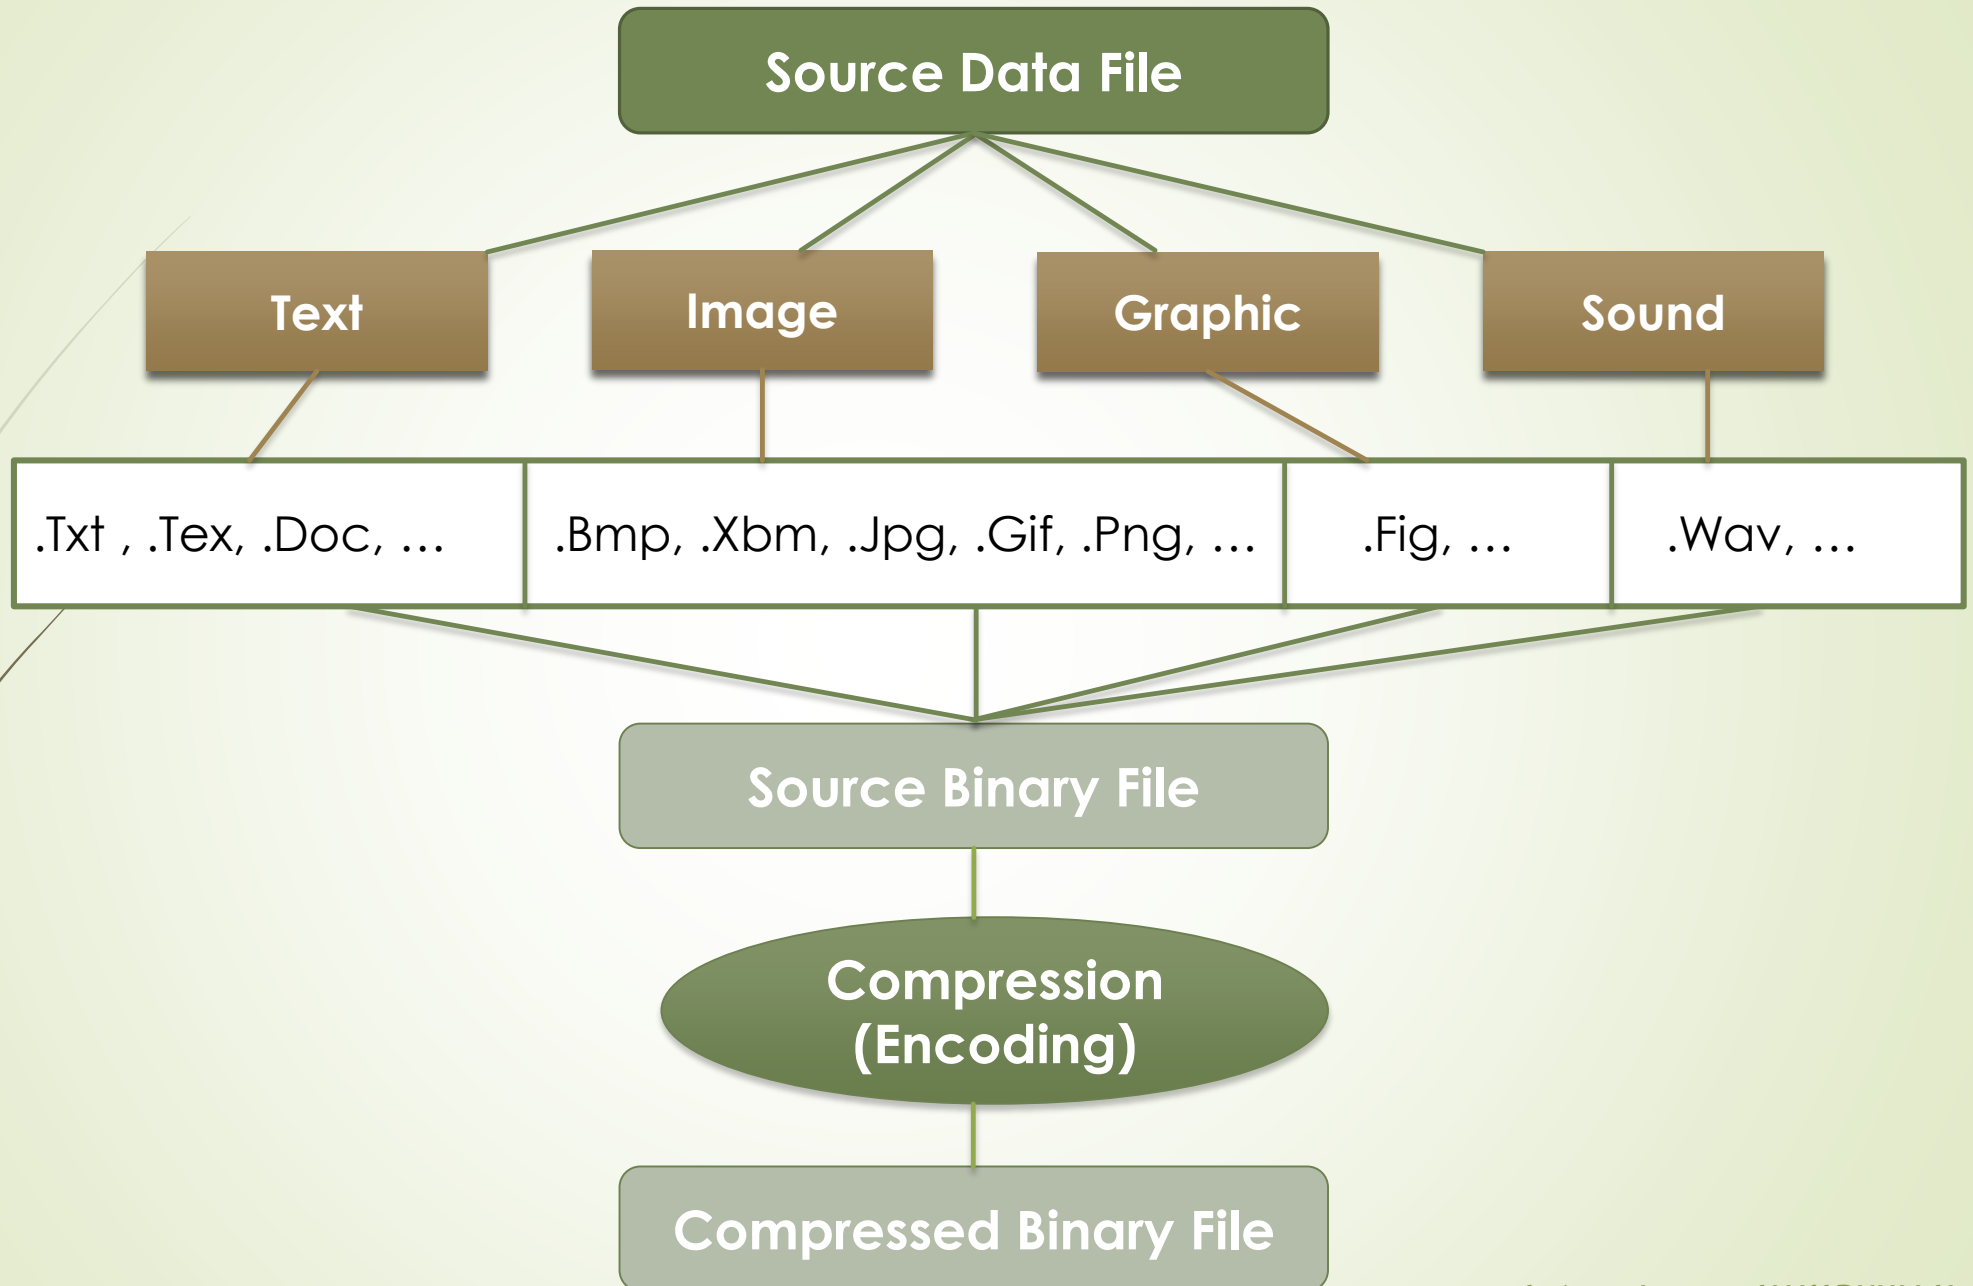 Source Data File
Text
Image
Graphic
Sound
.Txt , .Tex, .Doc, ...
.Bmp, .Xbm, .Jpg, .Gif, .Png, ...
.Fig, ...
.Wav, ...
Source Binary File
Compression
(Encoding)
Compressed Binary File